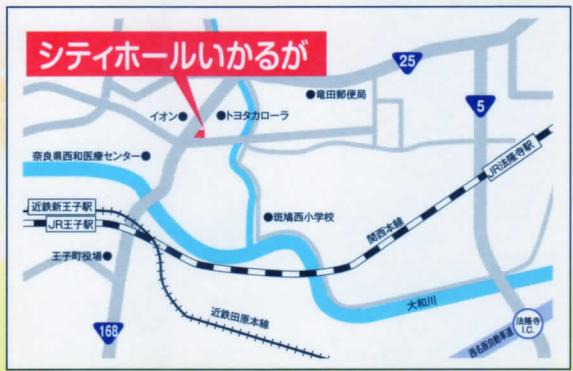 シティホールいかるが
25
5
●竜田郵便局
イオン●
●トヨタカローラ
奈良県西和医療センター●
JR法隆寺駅
近鉄新王寺駅
JR王子駅
●斑鳩西小学校
関西本線
王子町役場●
大和川
近鉄田原本線
168
法隆寺
I.C.
西名阪自動車道